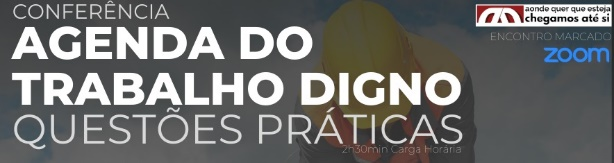 CONFERÊNCIA
AGENDA DO
TRABALHO DIGNO
QUESTÕES PRÁTICAS
2h30min Carga Horária
aonde quer que esteja
chegamos até si
ENCONTRO MARCADO
zoom